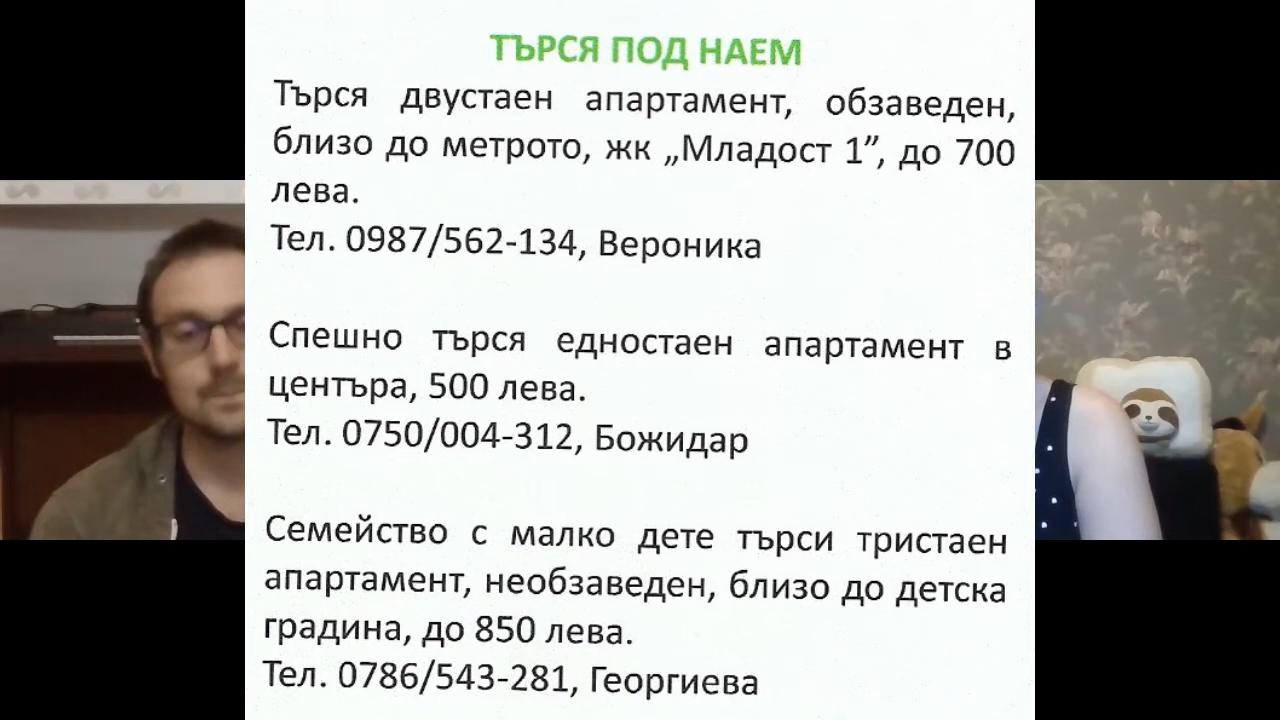 ТЪРСЯ ПОД НАЕМ
Търся двустаен апартамент, обзаведен,
близо до метрото, жк „Младост 1”, до 700
лева.
Тел. 0987/562-134, Вероника
Спешно търся едностаен апартамент в
центъра, 500 лева.
Тел. 0750/004-312, Божидар
Семейство с малко дете търси тристаен
апартамент, необзаведен, близо до детска
градина, до 850 лева.
Тел. 0786/543-281, Георгиева